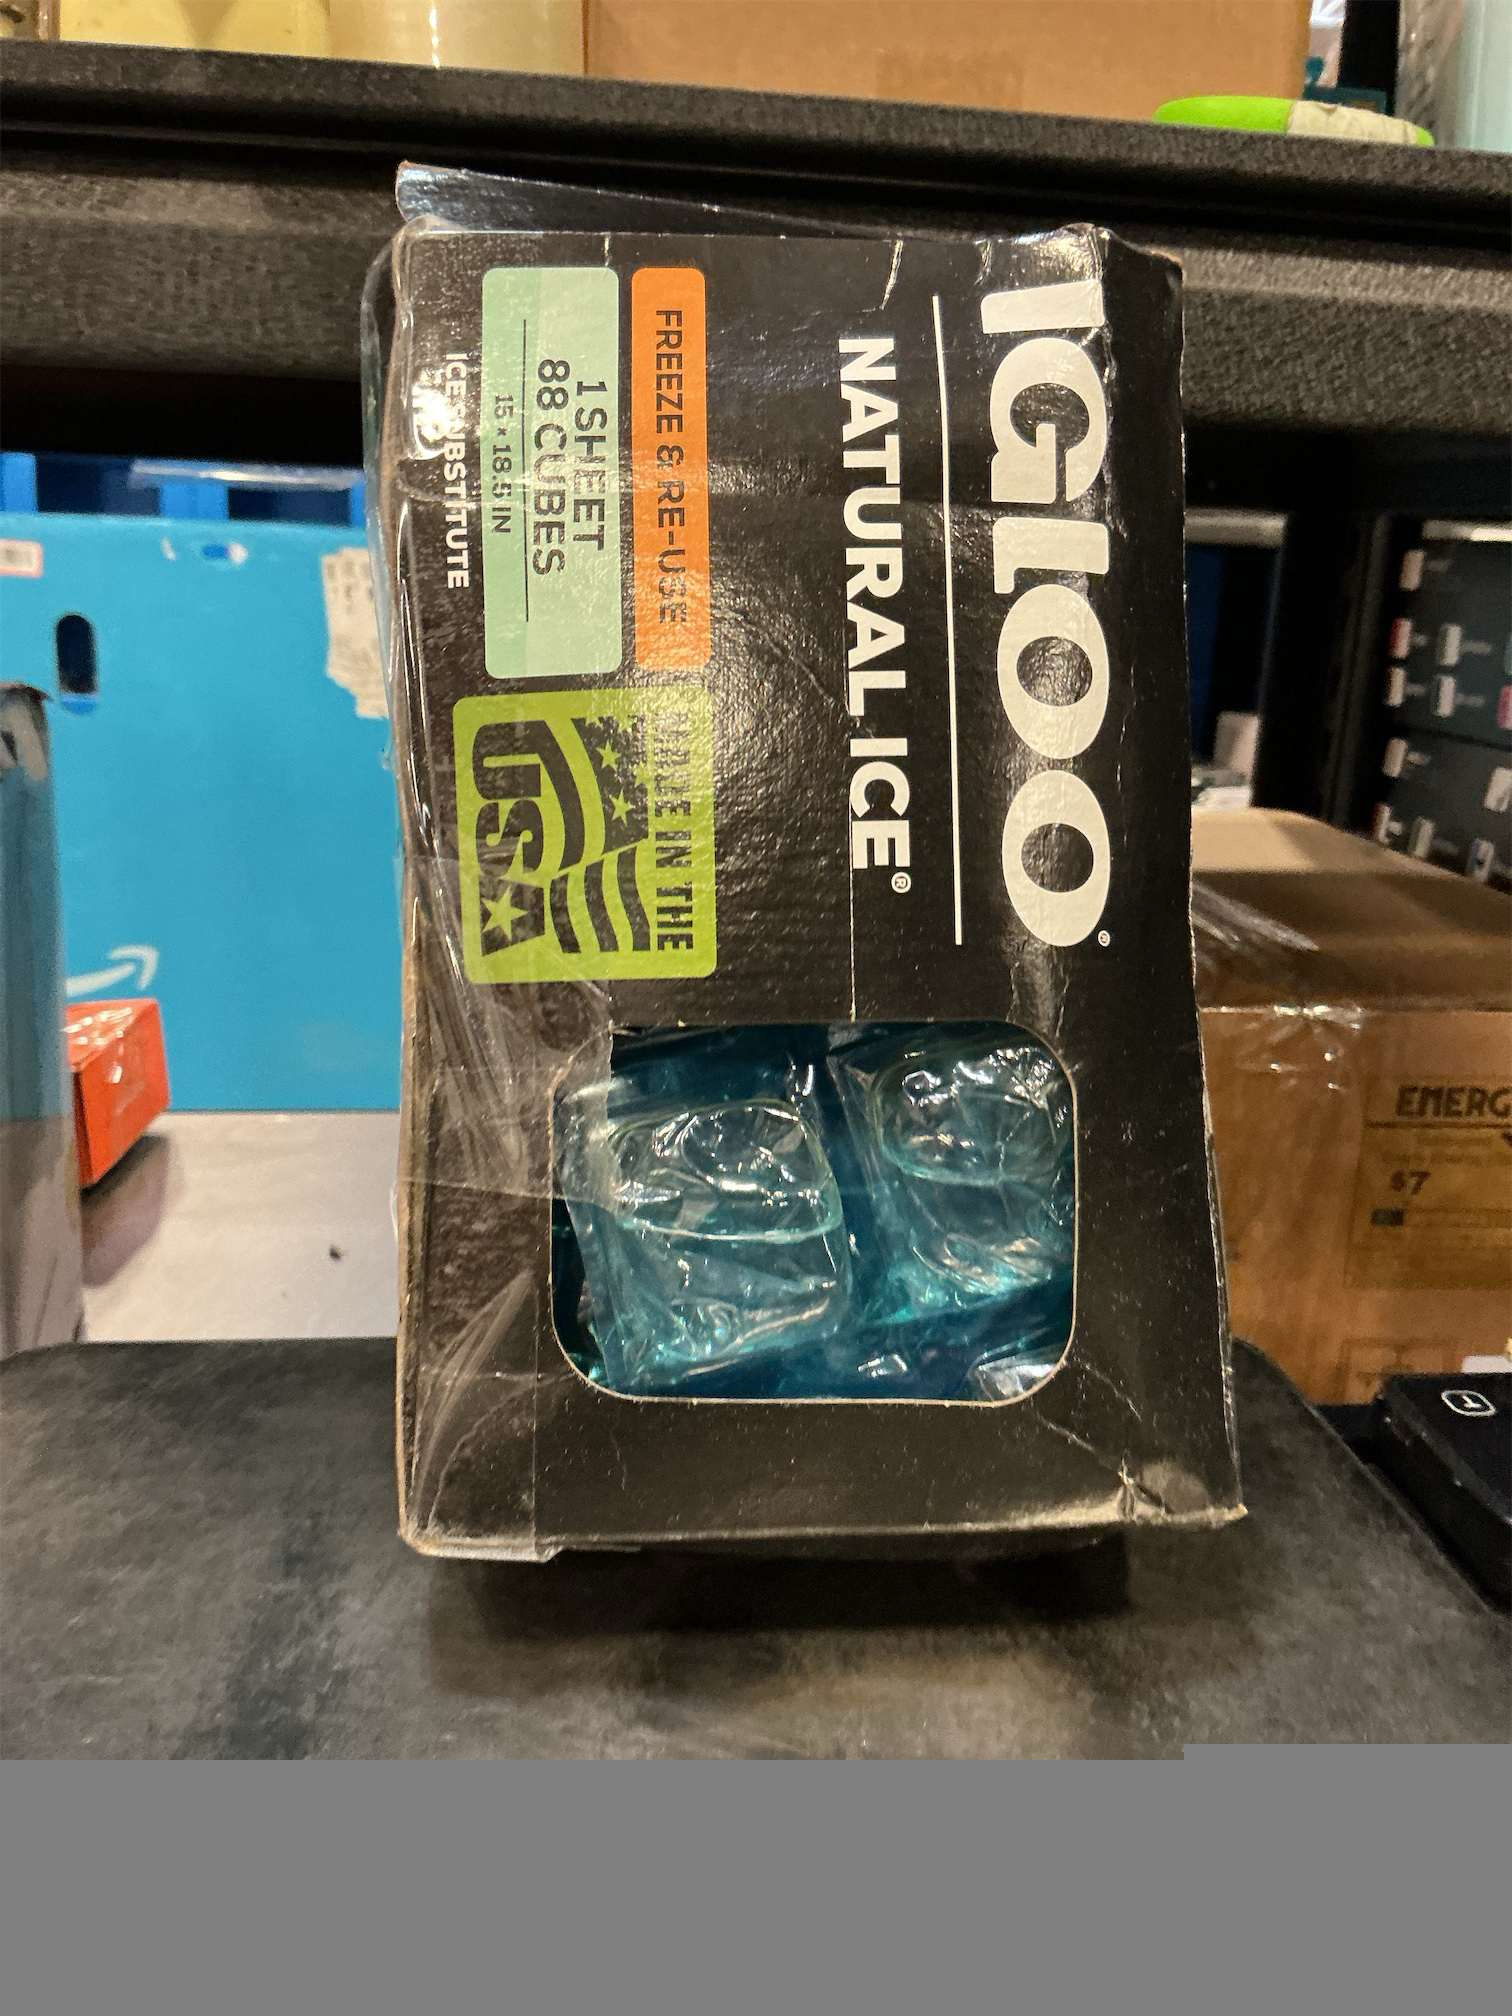 IGLOO®
NATURAL ICE®
FREEZE & RE-USE
1 SHEET
88 CUBES
15 × 18.5 IN
ICE SUBSTITUTE
MADE IN THE
USA
$7